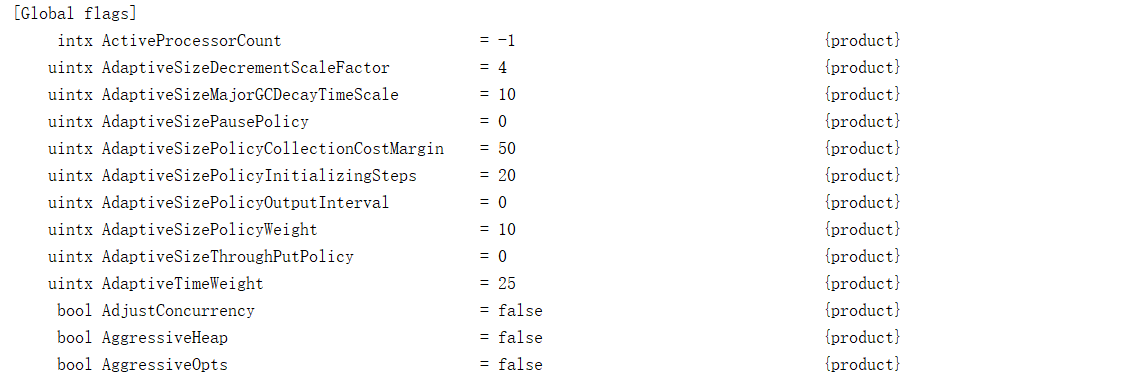 [Global flags]
intx ActiveProcessorCount = -1 {product}
uintx AdaptiveSizeDecrementScaleFactor = 4 {product}
uintx AdaptiveSizeMajorGCDecayTimeScale = 10 {product}
uintx AdaptiveSizePausePolicy = 0 {product}
uintx AdaptiveSizePolicyCollectionCostMargin = 50 {product}
uintx AdaptiveSizePolicyInitializingSteps = 20 {product}
uintx AdaptiveSizePolicyOutputInterval = 0 {product}
uintx AdaptiveSizePolicyWeight = 10 {product}
uintx AdaptiveSizeThroughPutPolicy = 0 {product}
uintx AdaptiveTimeWeight = 25 {product}
bool AdjustConcurrency = false {product}
bool AggressiveHeap = false {product}
bool AggressiveOpts = false {product}